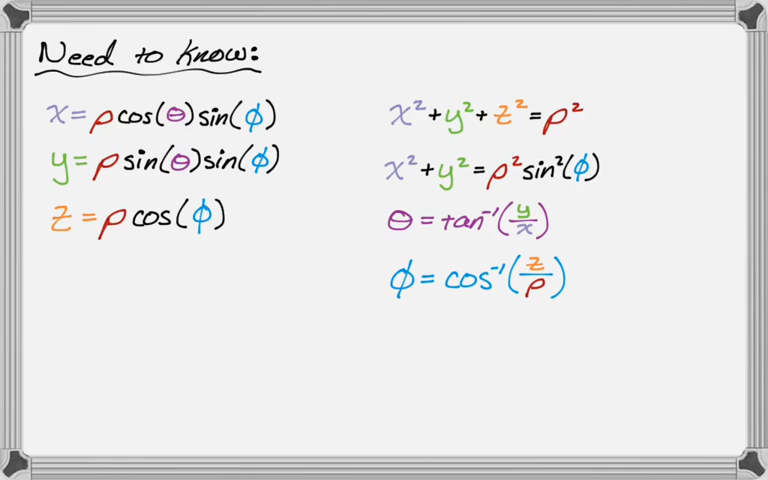 Need to know:
x = ρcos(θ)sin(ϕ)
y = ρsin(θ)sin(ϕ)
z = ρcos(ϕ)
x² + y² + z² = ρ²
x² + y² = ρ²sin²(ϕ)
θ = tan⁻¹(y/x)
ϕ = cos⁻¹(z/ρ)